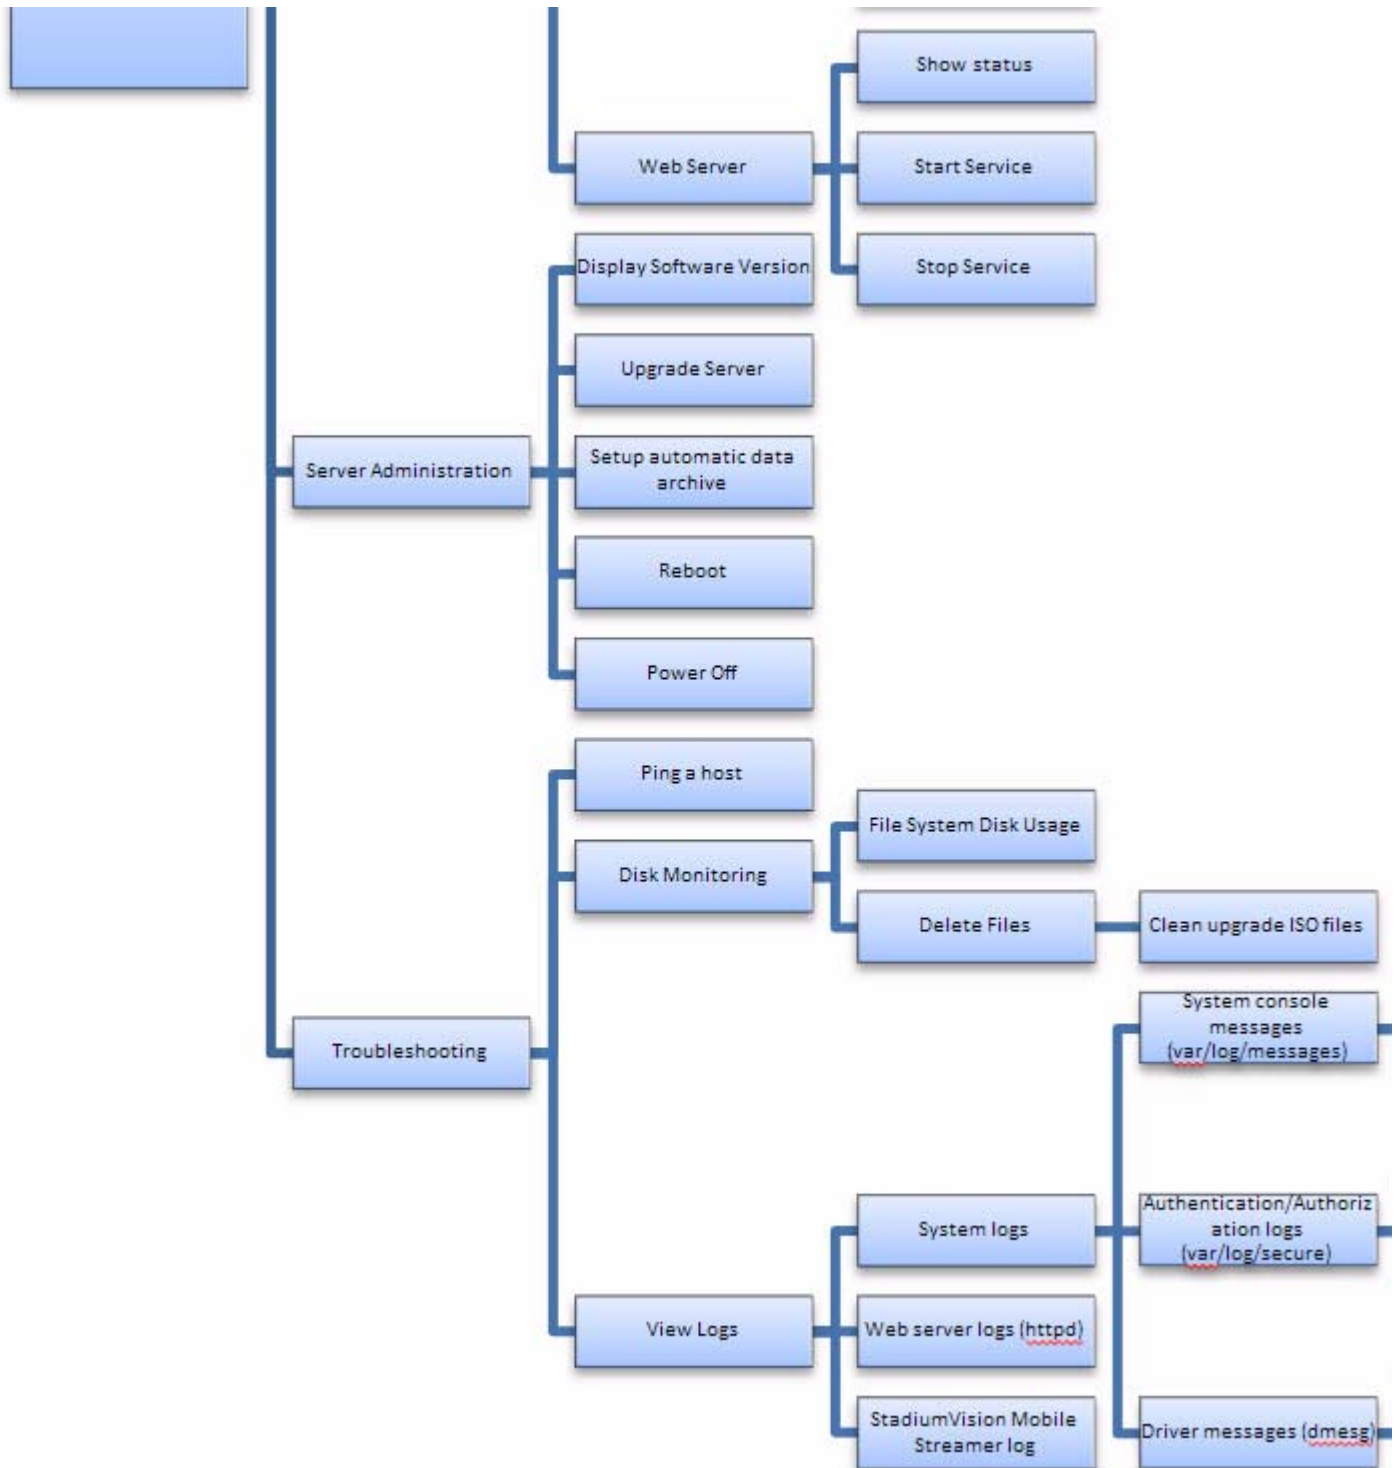 Show status
Web Server
Start Service
Display Software Version
Stop Service
Upgrade Server
Server Administration
Setup automatic data
archive
Reboot
Power Off
Ping a host
File System Disk Usage
Disk Monitoring
Delete Files
Clean upgrade ISO files
System console
messages
(var/log/messages)
Troubleshooting
System logs
Authentication/Authoriz
ation logs
(var/log/secure)
View Logs
Web server logs (httpd)
StadiumVision Mobile
Streamer log
Driver messages (dmesg)